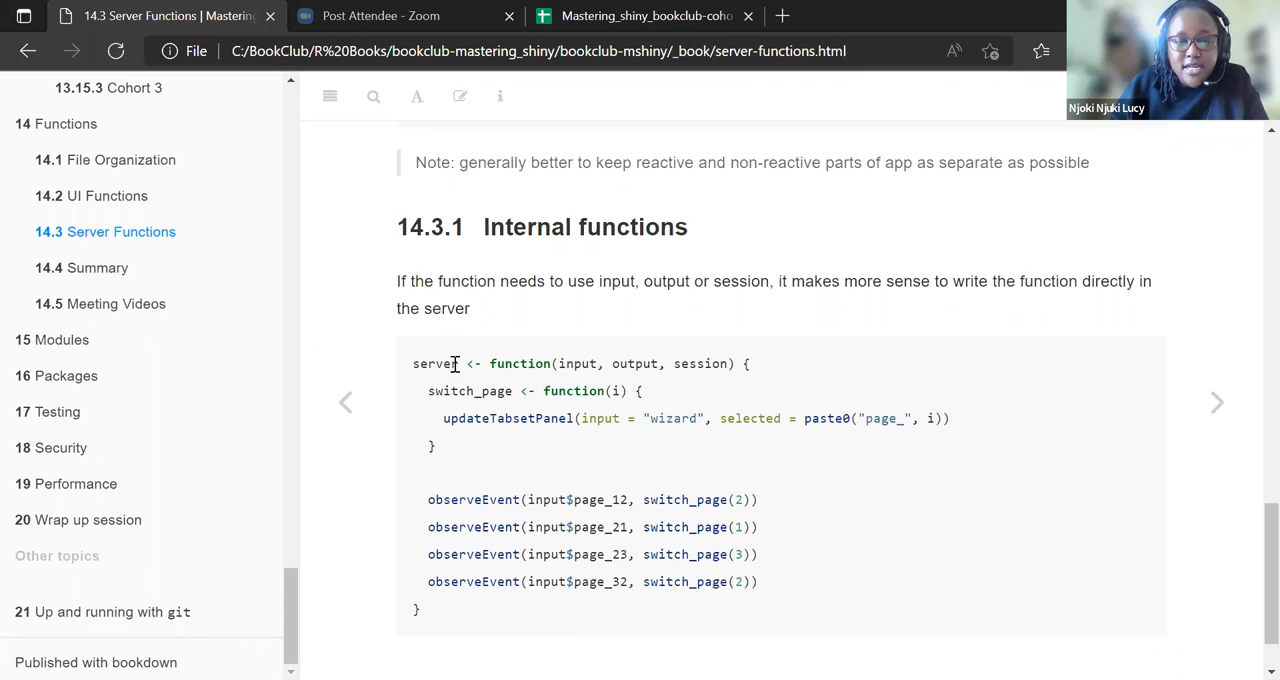 14.3 Server Functions | Mastering
Post Attendee - Zoom
Mastering_shiny_bookclub-coho
File
C:/BookClub/R%20Books/bookclub-mastering_shiny/bookclub-mshiny/_book/server-functions.html
Njoki Njuki Lucy
13.15.3 Cohort 3
14 Functions
14.1 File Organization
14.2 UI Functions
14.3 Server Functions
14.4 Summary
14.5 Meeting Videos
15 Modules
16 Packages
17 Testing
18 Security
19 Performance
20 Wrap up session
Other topics
21 Up and running with git
Published with bookdown
Note: generally better to keep reactive and non-reactive parts of app as separate as possible
14.3.1 Internal functions
If the function needs to use input, output or session, it makes more sense to write the function directly in
the server
server <- function(input, output, session) {
switch_page <- function(i) {
updateTabsetPanel(input = "wizard", selected = paste0("page_", i))
}
observeEvent(input$page_12, switch_page(2))
observeEvent(input$page_21, switch_page(1))
observeEvent(input$page_23, switch_page(3))
observeEvent(input$page_32, switch_page(2))
}